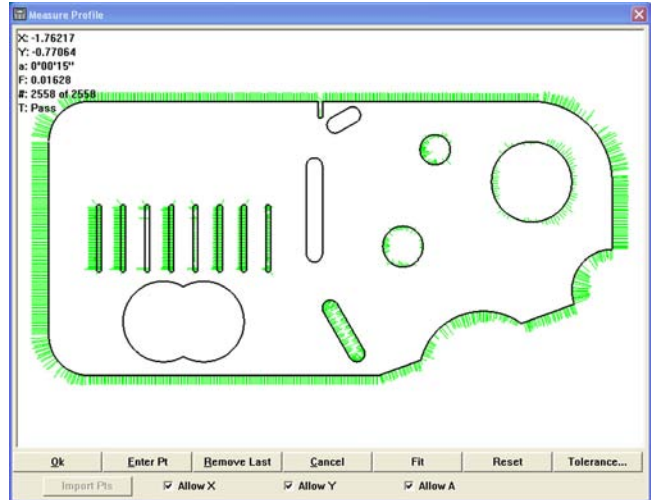 Measure Profile
X: -1.76217
Y: -0.77064
a: 0°00'15"
F: 0.01628
#: 2558 of 2558
T: Pass
Ok Enter Pt Remove Last Cancel Fit Reset Tolerance...
Import Pts Allow X Allow Y Allow A